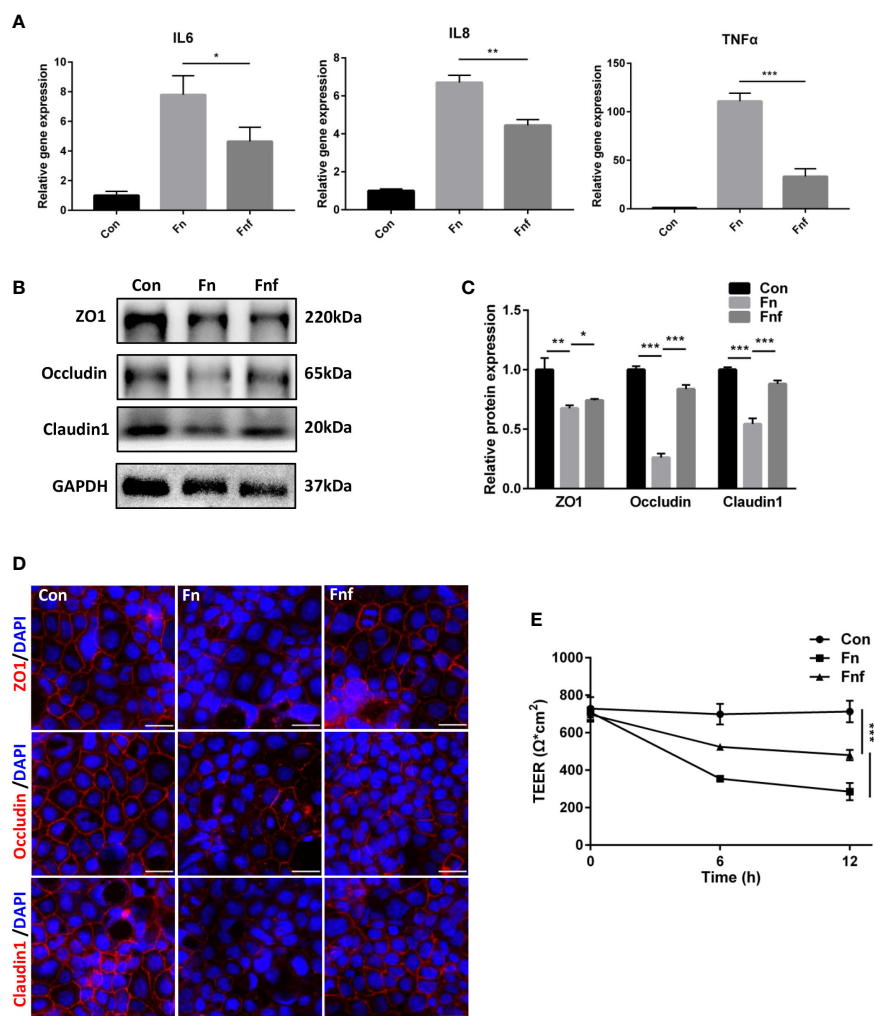 A
IL6
Relative gene expression
10
8
6
4
2
0
*
Con
Fn
Fnf
IL8
Relative gene expression
8
6
4
2
0
**
Con
Fn
Fnf
TNFα
Relative gene expression
150
100
50
0
***
Con
Fn
Fnf
B
Con Fn Fnf
ZO1 220kDa
Occludin 65kDa
Claudin1 20kDa
GAPDH 37kDa
C
Con
Fn
Fnf
Relative protein expression
1.5
1.0
0.5
0.0
** *
*** ***
*** ***
ZO1 Occludin Claudin1
D
Con Fn Fnf
ZO1/DAPI
Occludin/DAPI
Claudin1/DAPI
E
Con
Fn
Fnf
TEER (Ω*cm²)
1000
800
600
400
200
0
***
0 6 12
Time (h)